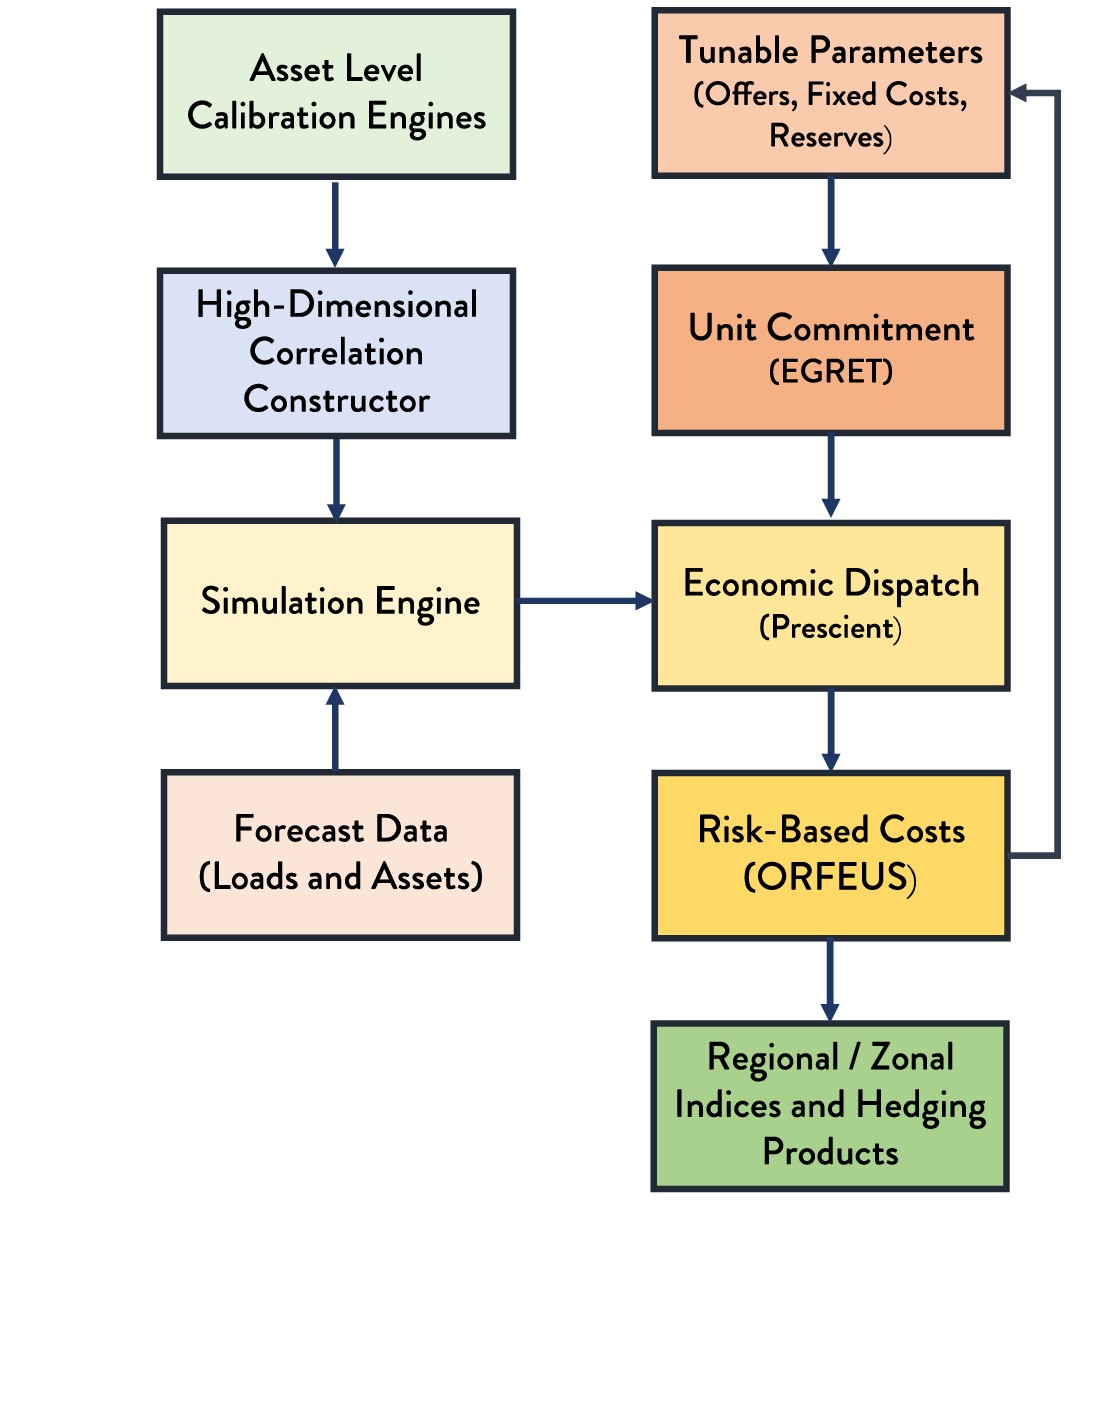 Asset Level
Calibration Engines
High-Dimensional
Correlation
Constructor
Simulation Engine
Forecast Data
(Loads and Assets)
Tunable Parameters
(Offers, Fixed Costs,
Reserves)
Unit Commitment
(EGRET)
Economic Dispatch
(Prescient)
Risk-Based Costs
(ORFEUS)
Regional / Zonal
Indices and Hedging
Products